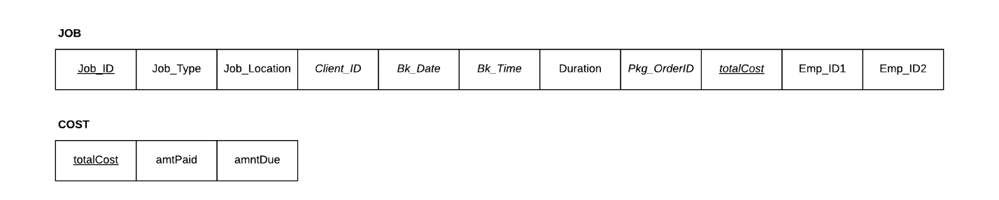 JOB
Job_ID Job_Type Job_Location Client_ID Bk_Date Bk_Time Duration Pkg_OrderID totalCost Emp_ID1 Emp_ID2
COST
totalCost amtPaid amntDue